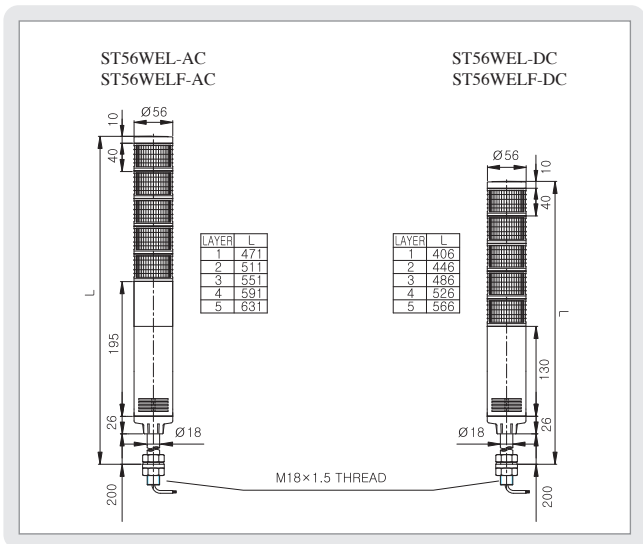 ST56WEL-AC
ST56WELF-AC
ST56WEL-DC
ST56WELF-DC
Ø56
10
40
L
195
26
Ø18
200
LAYER L
1 471
2 511
3 551
4 591
5 631
LAYER L
1 406
2 446
3 486
4 526
5 566
Ø56
10
40
L
130
26
Ø18
200
M18×1.5 THREAD